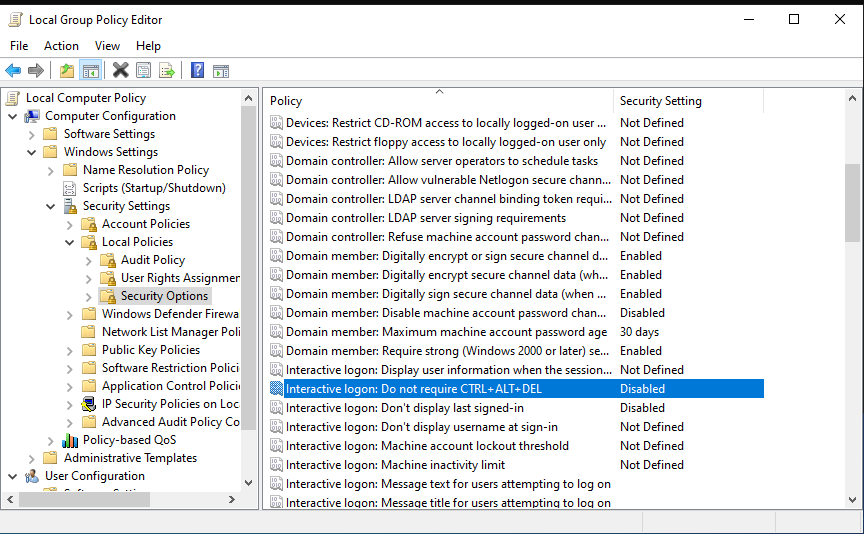 Local Group Policy Editor
File Action View Help
Local Computer Policy
Computer Configuration
Software Settings
Windows Settings
Name Resolution Policy
Scripts (Startup/Shutdown)
Security Settings
Account Policies
Local Policies
Audit Policy
User Rights Assignmer
Security Options
Windows Defender Firewa
Network List Manager Poli
Public Key Policies
Software Restriction Polici
Application Control Policie
IP Security Policies on Loc
Advanced Audit Policy Co
Policy-based QoS
Administrative Templates
User Configuration
Policy Security Setting
Devices: Restrict CD-ROM access to locally logged-on user ... Not Defined
Devices: Restrict floppy access to locally logged-on user only Not Defined
Domain controller: Allow server operators to schedule tasks Not Defined
Domain controller: Allow vulnerable Netlogon secure chann... Not Defined
Domain controller: LDAP server channel binding token requi... Not Defined
Domain controller: LDAP server signing requirements Not Defined
Domain controller: Refuse machine account password chan... Not Defined
Domain member: Digitally encrypt or sign secure channel d... Enabled
Domain member: Digitally encrypt secure channel data (wh... Enabled
Domain member: Digitally sign secure channel data (when ... Enabled
Domain member: Disable machine account password chan... Disabled
Domain member: Maximum machine account password age 30 days
Domain member: Require strong (Windows 2000 or later) se... Enabled
Interactive logon: Display user information when the session... Not Defined
Interactive logon: Do not require CTRL+ALT+DEL Disabled
Interactive logon: Don't display last signed-in Disabled
Interactive logon: Don't display username at sign-in Not Defined
Interactive logon: Machine account lockout threshold Not Defined
Interactive logon: Machine inactivity limit Not Defined
Interactive logon: Message text for users attempting to log on
Interactive logon: Message title for users attempting to log on